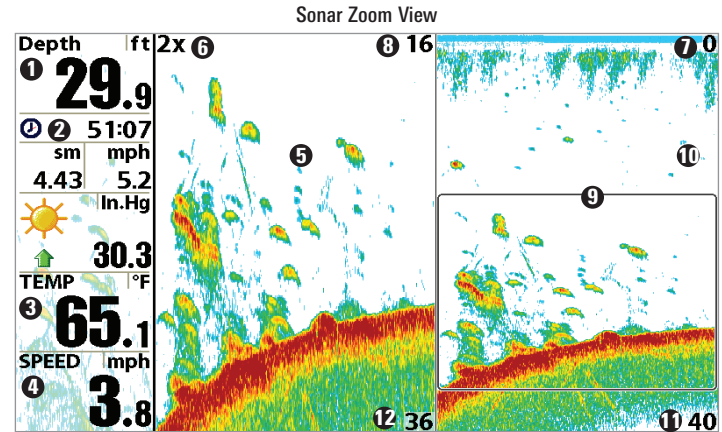 Sonar Zoom View
Depth ft
1 29.9
2 51:07
sm mph
4.43 5.2
In.Hg
30.3
TEMP °F
3 65.1
SPEED mph
4 3.8
2x 6 8 16
5
12 36
7 0
10
9
11 40